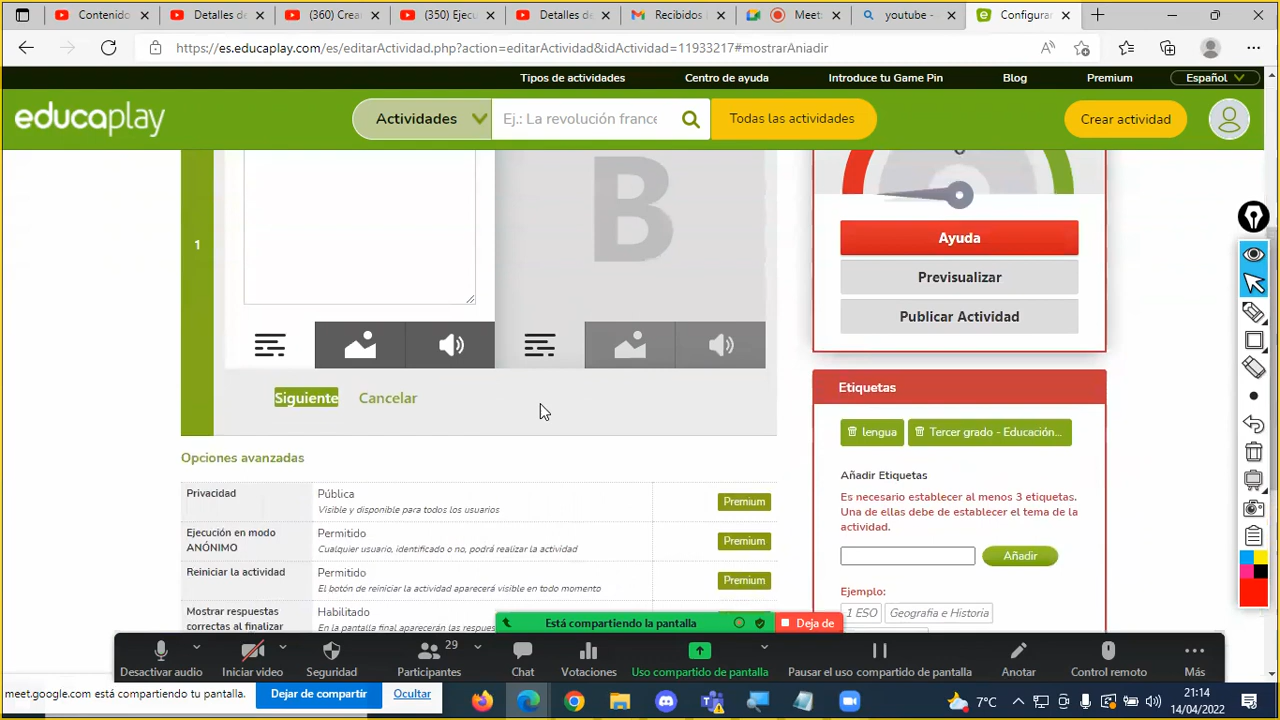 Contenido
Detalles de
(360) Crea
(350) Ejecu
Detalles de
Recibidos
Meet:
youtube -
Configurar
https://es.educaplay.com/es/editarActividad.php?action=editarActividad&idActividad=11933217#mostrarAniadir
Tipos de actividades
Centro de ayuda
Introduce tu Game Pin
Blog
Premium
Español
educaplay
Actividades
Ej.: La revolución france
Todas las actividades
Crear actividad
1
B
Siguiente
Cancelar
Ayuda
Previsualizar
Publicar Actividad
Etiquetas
lengua
Tercer grado - Educación...
Añadir Etiquetas
Es necesario establecer al menos 3 etiquetas.
Una de ellas debe de establecer el tema de la
actividad.
Añadir
Ejemplo:
1 ESO
Geografia e Historia
Opciones avanzadas
Privacidad
Pública
Visible y disponible para todos los usuarios
Premium
Ejecución en modo
ANÓNIMO
Permitido
Cualquier usuario, identificado o no, podrá realizar la actividad
Premium
Reiniciar la actividad
Permitido
El botón de reiniciar la actividad aparecerá visible en todo momento
Premium
Mostrar respuestas
correctas al finalizar
Habilitado
En la pantalla final aparecerán las respues
Está compartiendo la pantalla
Deja de
29
Desactivar audio
Iniciar video
Seguridad
Participantes
Chat
Votaciones
Uso compartido de pantalla
Pausar el uso compartido de pantalla
Anotar
Control remoto
Más
meet.google.com está compartiendo tu pantalla.
Dejar de compartir
Ocultar
7°C
21:14
14/04/2022